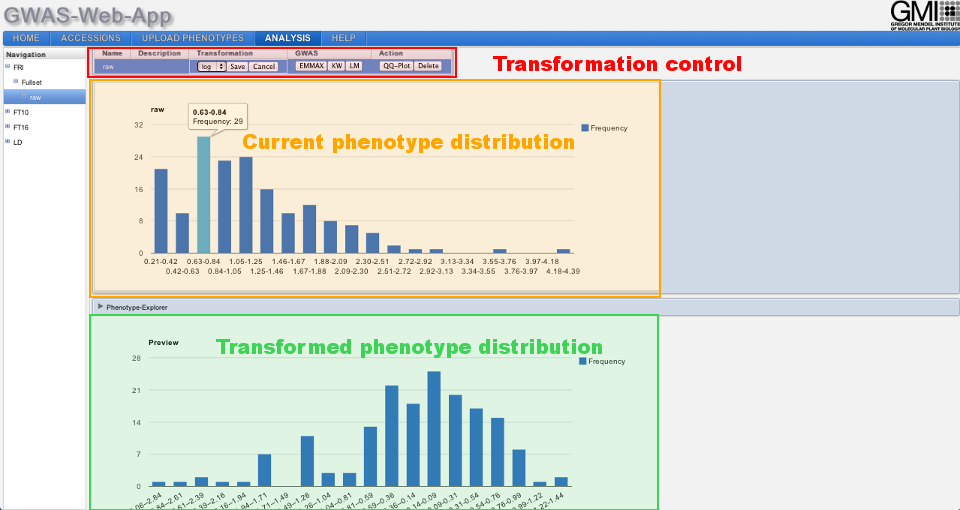 GWAS-Web-App
GMI
GREGOR MENDEL INSTITUTE
OF MOLECULAR PLANT BIOLOGY
HOME ACCESSIONS UPLOAD PHENOTYPES ANALYSIS HELP
Navigation
FRI
Fullset
raw
FT10
FT16
LD
Name Description Transformation GWAS Action
raw log Save Cancel EMMAX KW LM QQ-Plot Delete
Transformation control
raw
0.63-0.84
Frequency: 29
Current phenotype distribution
Frequency
32
24
16
8
0
0.21-0.42 0.63-0.84 1.05-1.25 1.46-1.67 1.88-2.09 2.30-2.51 2.72-2.92 3.13-3.34 3.55-3.76 3.97-4.18
0.42-0.63 0.84-1.05 1.25-1.46 1.67-1.88 2.09-2.30 2.51-2.72 2.92-3.13 3.34-3.55 3.76-3.97 4.18-4.39
Phenotype-Explorer
Preview
Transformed phenotype distribution
Frequency
28
21
14
7
0